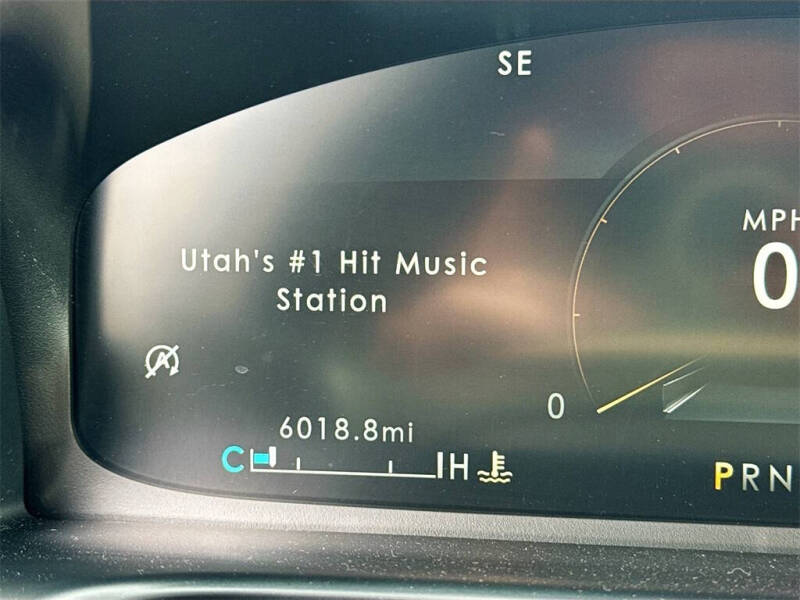 SE
Utah's #1 Hit Music
Station
MPH
0
A
0
6018.8mi
C H
PRN